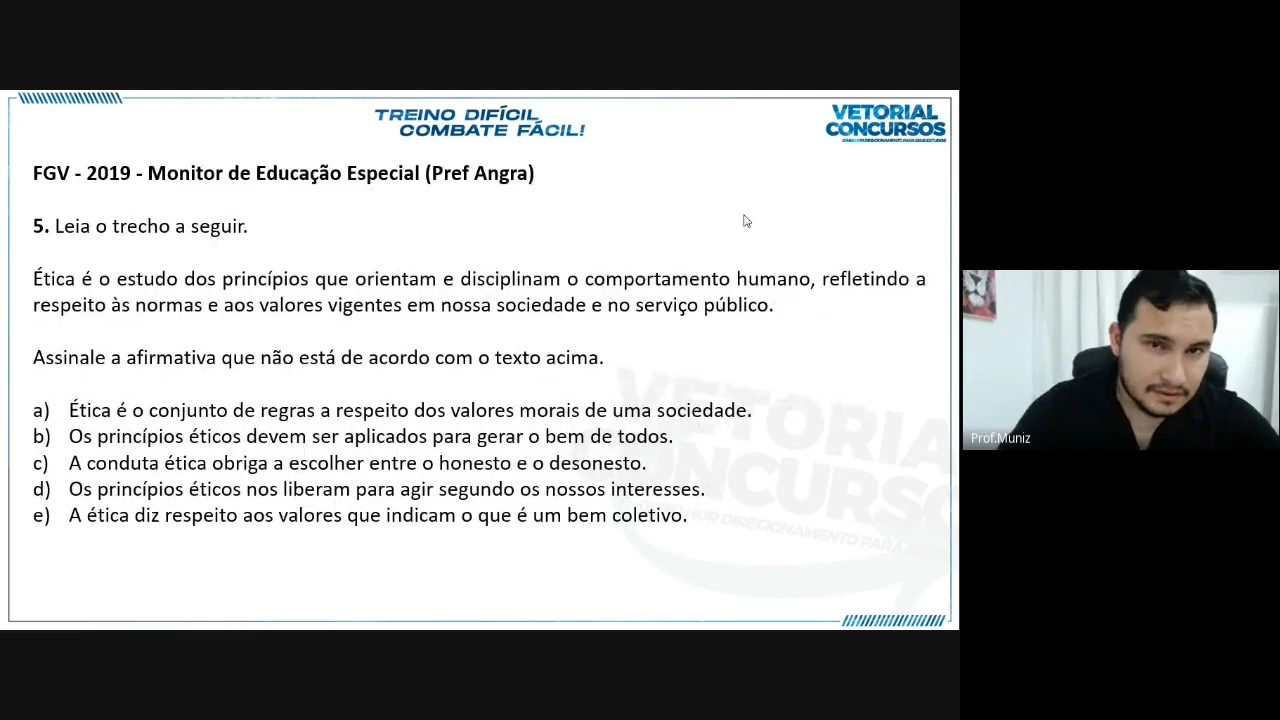 TREINO DIFÍCIL
COMBATE FÁCIL!
VETORIAL
CONCURSOS
FGV - 2019 - Monitor de Educação Especial (Pref Angra)
5. Leia o trecho a seguir.
Ética é o estudo dos princípios que orientam e disciplinam o comportamento humano, refletindo a
respeito às normas e aos valores vigentes em nossa sociedade e no serviço público.
Assinale a afirmativa que não está de acordo com o texto acima.
a) Ética é o conjunto de regras a respeito dos valores morais de uma sociedade.
b) Os princípios éticos devem ser aplicados para gerar o bem de todos.
c) A conduta ética obriga a escolher entre o honesto e o desonesto.
d) Os princípios éticos nos liberam para agir segundo os nossos interesses.
e) A ética diz respeito aos valores que indicam o que é um bem coletivo.
VETORIAL
CONCURSOS
DIRECIONAMENTO PARA
Prof.Muniz